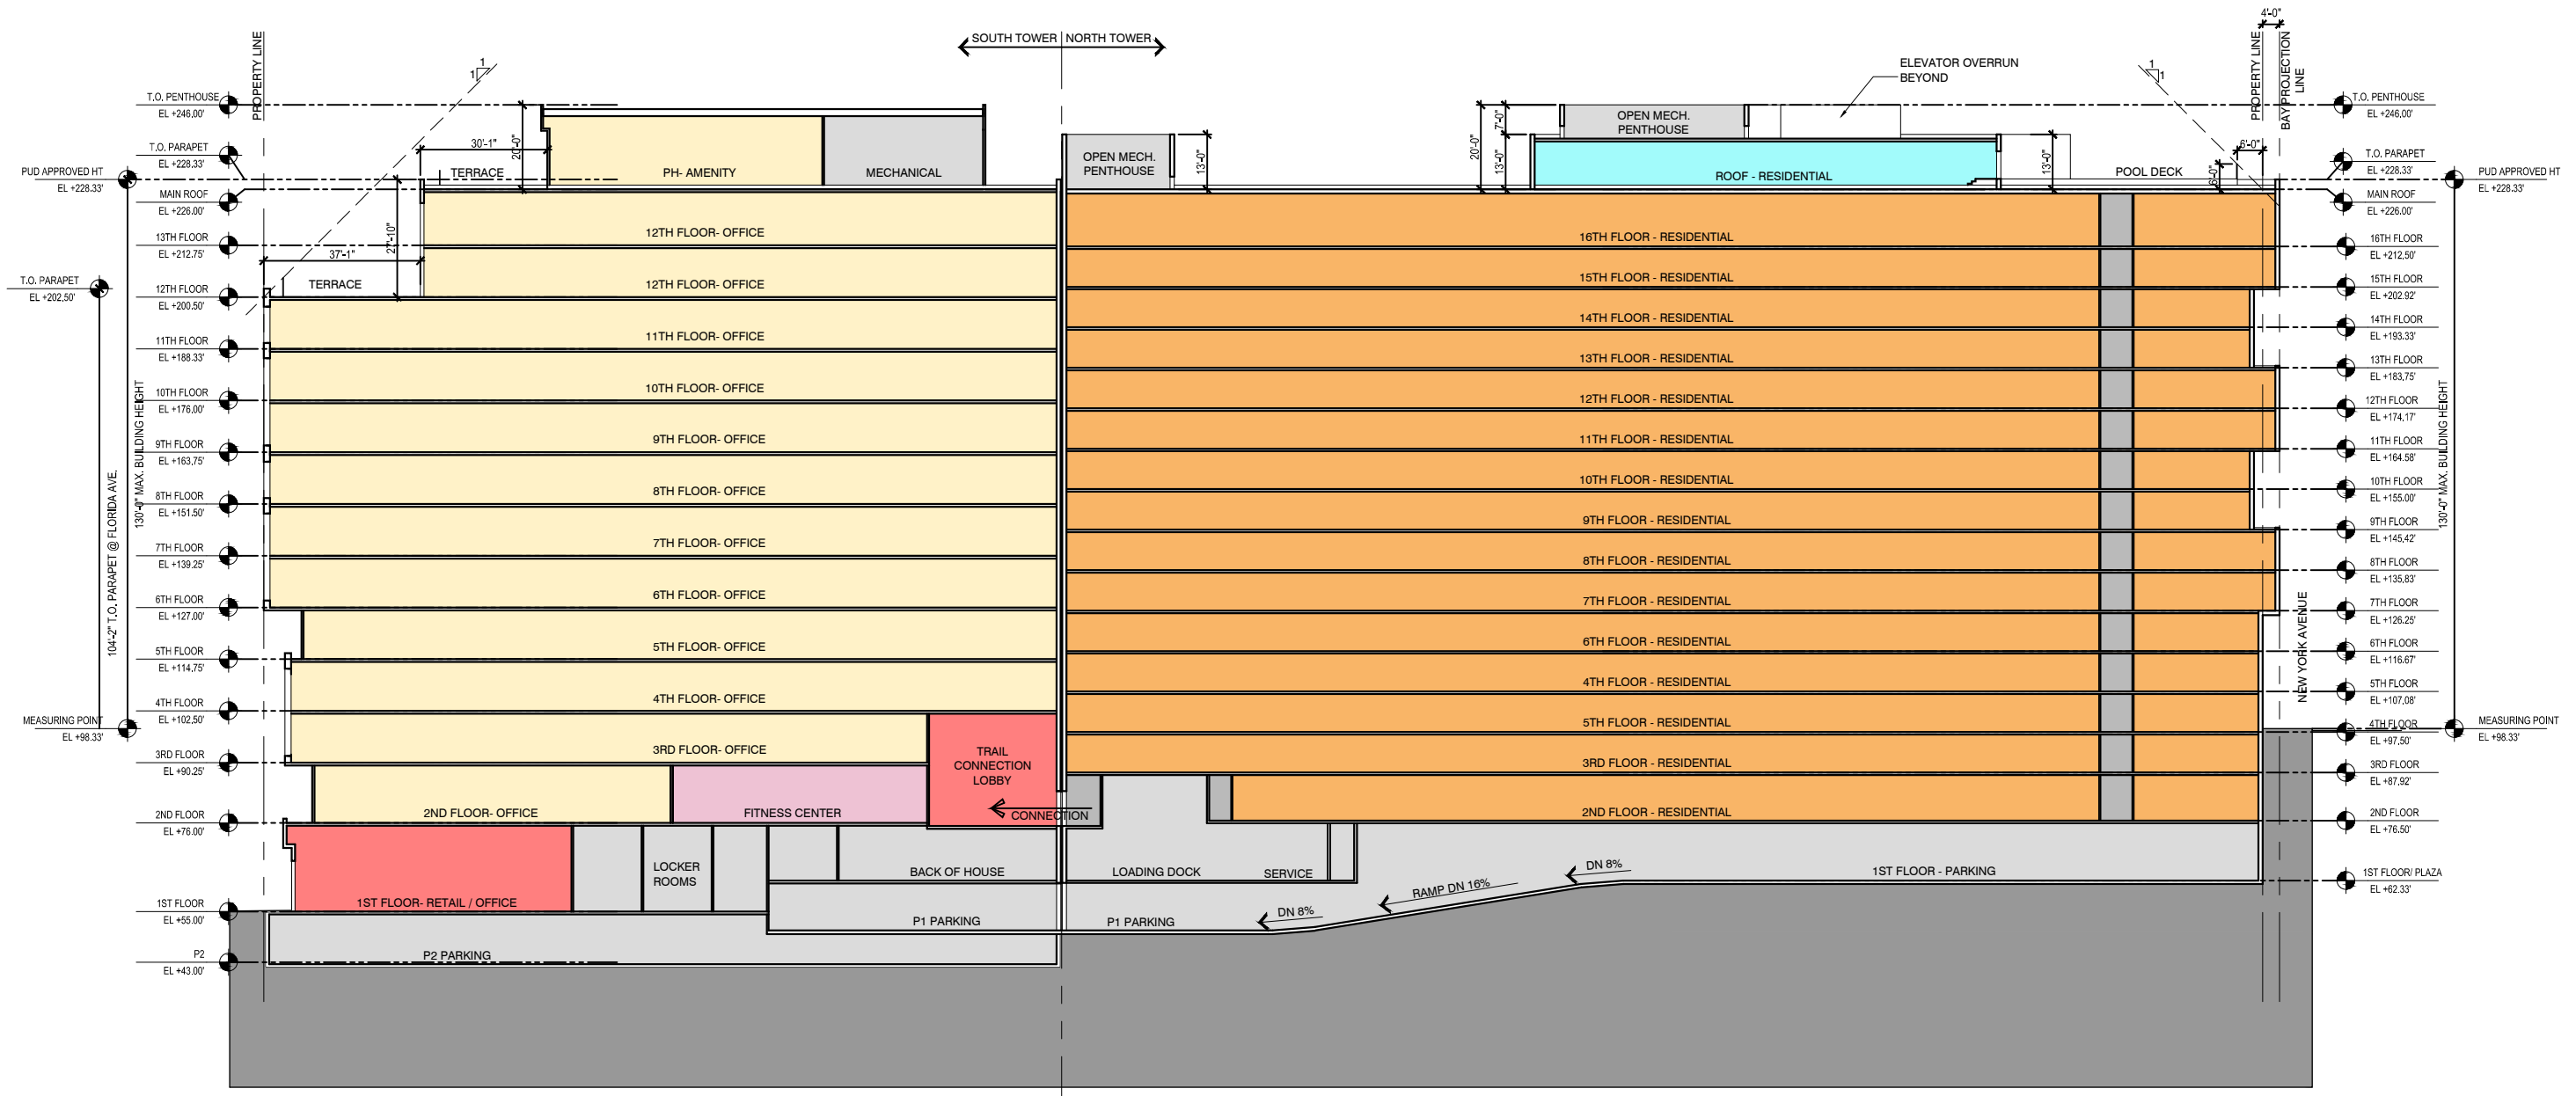 4'-0"
SOUTH TOWER
NORTH TOWER
PROPERTY LINE
1
1
ELEVATOR OVERRUN
BEYOND
1
1
PROPERTY LINE
BAY PROJECTION
LINE
T.O. PENTHOUSE
EL +246.00'
T.O. PARAPET
EL +228.33'
PUD APPROVED HT
EL +228.33'
MAIN ROOF
EL +226.00'
13TH FLOOR
EL +212.75'
T.O. PARAPET
EL +202.50'
12TH FLOOR
EL +200.50'
11TH FLOOR
EL +188.33'
10TH FLOOR
EL +176.00'
9TH FLOOR
EL +163.75'
8TH FLOOR
EL +151.50'
7TH FLOOR
EL +139.25'
6TH FLOOR
EL +127.00'
5TH FLOOR
EL +114.75'
4TH FLOOR
EL +102.50'
MEASURING POINT
EL +98.33'
3RD FLOOR
EL +90.25'
2ND FLOOR
EL +76.00'
1ST FLOOR
EL +55.00'
P2
EL +43.00'
104'-2" T.O. PARAPET @ FLORIDA AVE.
130'-0" MAX. BUILDING HEIGHT
30'-1"
20'-0"
TERRACE
PH- AMENITY
MECHANICAL
27'-10"
37'-1"
TERRACE
12TH FLOOR- OFFICE
12TH FLOOR- OFFICE
11TH FLOOR- OFFICE
10TH FLOOR- OFFICE
9TH FLOOR- OFFICE
8TH FLOOR- OFFICE
7TH FLOOR- OFFICE
6TH FLOOR- OFFICE
5TH FLOOR- OFFICE
4TH FLOOR- OFFICE
3RD FLOOR- OFFICE
TRAIL
CONNECTION
LOBBY
2ND FLOOR- OFFICE
FITNESS CENTER
CONNECTION
1ST FLOOR- RETAIL / OFFICE
LOCKER
ROOMS
BACK OF HOUSE
P1 PARKING
P2 PARKING
OPEN MECH.
PENTHOUSE
13'-0"
20'-0"
7'-0"
13'-0"
OPEN MECH.
PENTHOUSE
ROOF - RESIDENTIAL
13'-0"
POOL DECK
6'-0"
6'-0"
16TH FLOOR - RESIDENTIAL
15TH FLOOR - RESIDENTIAL
14TH FLOOR - RESIDENTIAL
13TH FLOOR - RESIDENTIAL
12TH FLOOR - RESIDENTIAL
11TH FLOOR - RESIDENTIAL
10TH FLOOR - RESIDENTIAL
9TH FLOOR - RESIDENTIAL
8TH FLOOR - RESIDENTIAL
7TH FLOOR - RESIDENTIAL
6TH FLOOR - RESIDENTIAL
4TH FLOOR - RESIDENTIAL
5TH FLOOR - RESIDENTIAL
3RD FLOOR - RESIDENTIAL
2ND FLOOR - RESIDENTIAL
LOADING DOCK
SERVICE
DN 8%
RAMP DN 16%
DN 8%
1ST FLOOR - PARKING
P1 PARKING
T.O. PENTHOUSE
EL +246.00'
T.O. PARAPET
EL +228.33'
PUD APPROVED HT
EL +228.33'
MAIN ROOF
EL +226.00'
16TH FLOOR
EL +212.50'
15TH FLOOR
EL +202.92'
14TH FLOOR
EL +193.33'
13TH FLOOR
EL +183.75'
12TH FLOOR
EL +174.17'
11TH FLOOR
EL +164.58'
10TH FLOOR
EL +155.00'
9TH FLOOR
EL +145.42'
8TH FLOOR
EL +135.83'
7TH FLOOR
EL +126.25'
6TH FLOOR
EL +116.67'
5TH FLOOR
EL +107.08'
4TH FLOOR
EL +97.50'
MEASURING POINT
EL +98.33'
3RD FLOOR
EL +87.92'
2ND FLOOR
EL +76.50'
1ST FLOOR/ PLAZA
EL +62.33'
NEW YORK AVENUE
130'-0" MAX. BUILDING HEIGHT